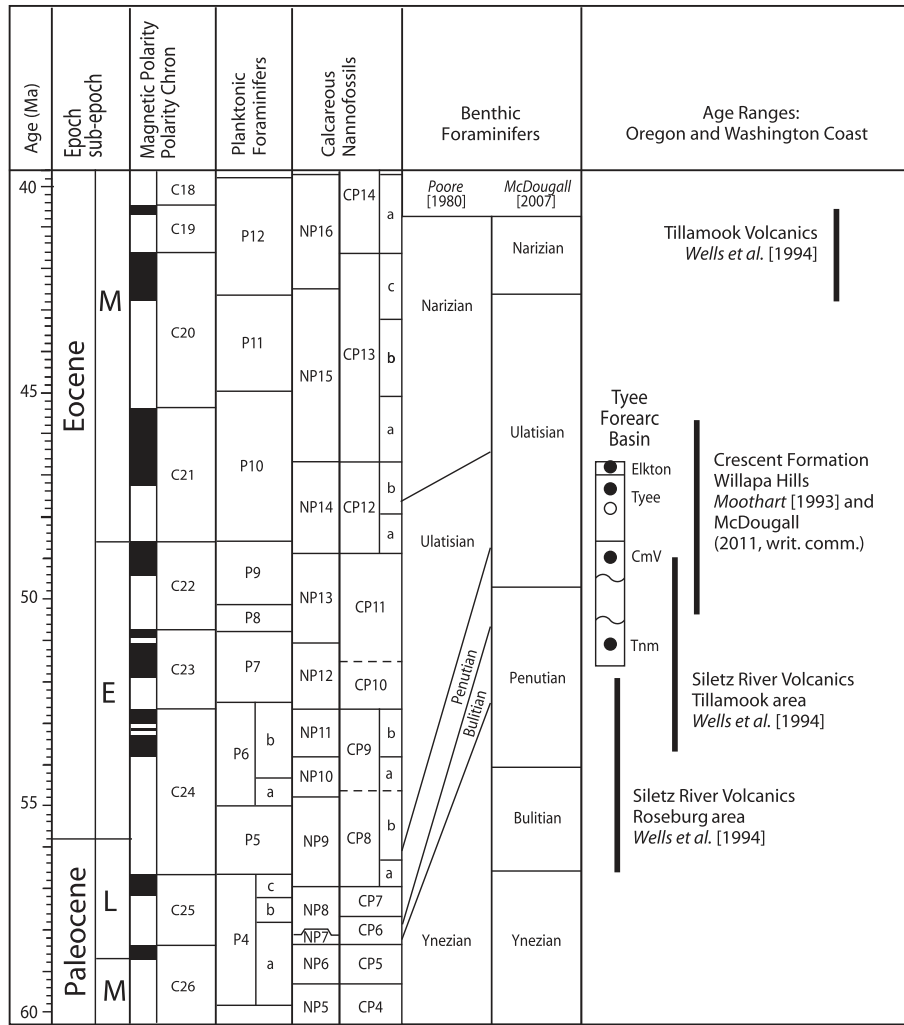 Age (Ma)
Epoch
sub-epoch
Magnetic Polarity
Polarity Chron
Planktonic
Foraminifers
Calcareous
Nannofossils
Benthic
Foraminifers
Age Ranges:
Oregon and Washington Coast
Poore
[1980]
McDougall
[2007]
40
45
50
55
60
Eocene
Paleocene
M
E
L
M
C18
C19
C20
C21
C22
C23
C24
C25
C26
P12
P11
P10
P9
P8
P7
P6
b
a
P5
P4
c
b
a
NP16
NP15
NP14
NP13
NP12
NP11
NP10
NP9
NP8
NP7
NP6
NP5
CP14
a
CP13
c
b
a
CP12
b
a
CP11
CP10
CP9
b
a
CP8
b
a
CP7
CP6
CP5
CP4
Narizian
Ulatisian
Penutian
Bulitian
Ynezian
Narizian
Ulatisian
Penutian
Bulitian
Ynezian
Tillamook Volcanics
Wells et al. [1994]
Tyee
Forearc
Basin
Elkton
Tyee
CmV
Tnm
Crescent Formation
Willapa Hills
Moothart [1993] and
McDougall
(2011, writ. comm.)
Siletz River Volcanics
Tillamook area
Wells et al. [1994]
Siletz River Volcanics
Roseburg area
Wells et al. [1994]